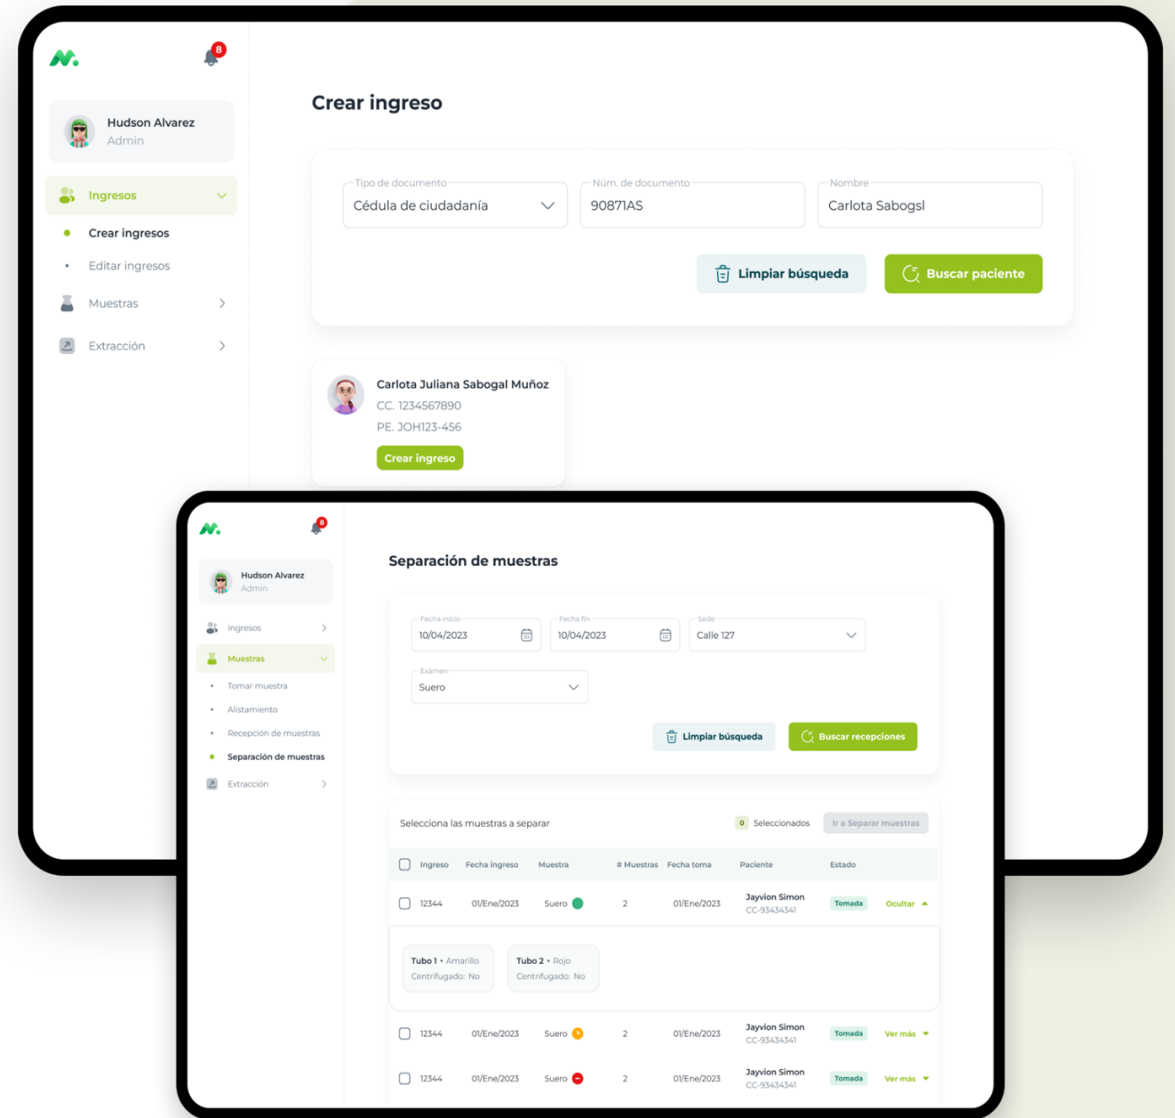 8
Hudson Alvarez
Admin
Ingresos
Crear ingresos
Editar ingresos
Muestras
Extracción
Crear ingreso
Tipo de documento
Cédula de ciudadanía
Núm. de documento
90871AS
Nombre
Carlota Sabogsl
Limpiar búsqueda
Buscar paciente
Carlota Juliana Sabogal Muñoz
CC. 1234567890
PE. JOH123-456
Crear ingreso
8
Hudson Alvarez
Admin
Ingresos
Muestras
Tomar muestra
Alistamiento
Recepción de muestras
Separación de muestras
Extracción
Separación de muestras
Fecha inicio
10/04/2023
Fecha fin
10/04/2023
Sede
Calle 127
Exámen
Suero
Limpiar búsqueda
Buscar recepciones
Selecciona las muestras a separar
0 Seleccionados
Ir a Separar muestras
Ingreso Fecha ingreso Muestra # Muestras Fecha toma Paciente Estado
12344 01/Ene/2023 Suero 2 01/Ene/2023 Jayvion Simon Tomada Ocultar
CC-93434341
Tubo 1 • Amarillo
Centrifugado: No
Tubo 2 • Rojo
Centrifugado: No
12344 01/Ene/2023 Suero 2 01/Ene/2023 Jayvion Simon Tomada Ver más
CC-93434341
12344 01/Ene/2023 Suero 2 01/Ene/2023 Jayvion Simon Tomada Ver más
CC-93434341